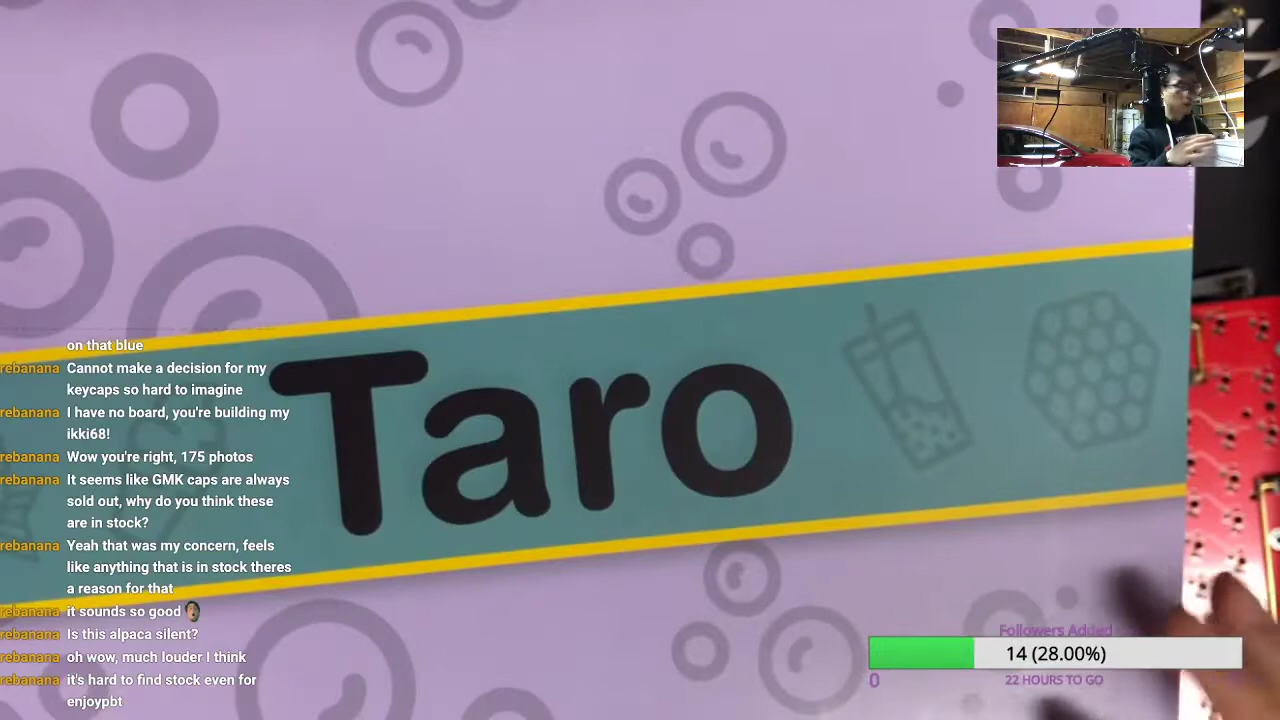 Taro
on that blue
rebanana Cannot make a decision for my
keycaps so hard to imagine
rebanana I have no board, you're building my
ikki68!
rebanana Wow you're right, 175 photos
rebanana It seems like GMK caps are always
sold out, why do you think these
are in stock?
rebanana Yeah that was my concern, feels
like anything that is in stock theres
a reason for that
rebanana it sounds so good
rebanana Is this alpaca silent?
rebanana oh wow, much louder I think
rebanana it's hard to find stock even for
enjoypbt
Followers Added
14 (28.00%)
0
22 HOURS TO GO